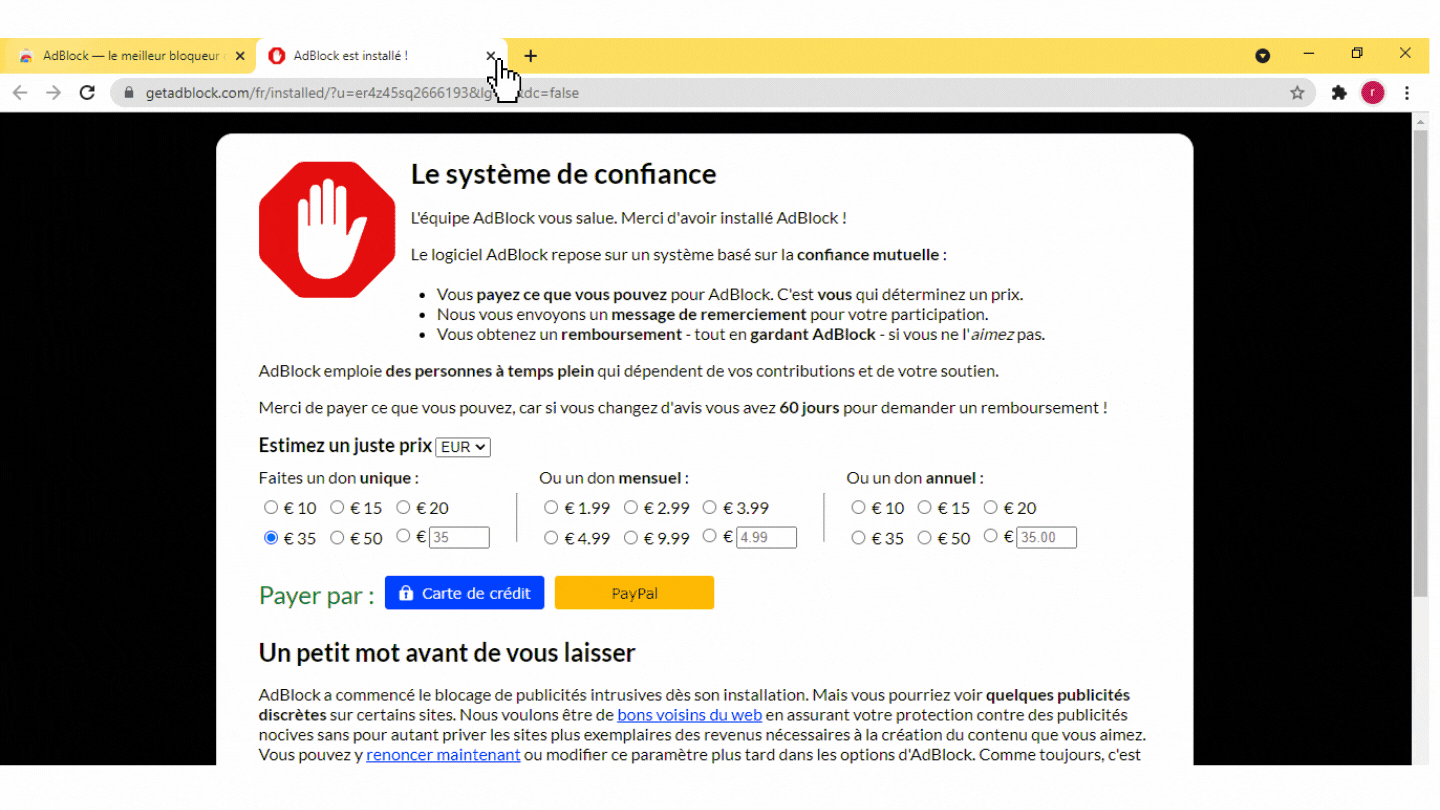 AdBlock — le meilleur bloqueur
AdBlock est installé !
getadblock.com/fr/installed/?u=er4z45sq2666193&lg dc=false
r
Le système de confiance
L'équipe AdBlock vous salue. Merci d'avoir installé AdBlock !
Le logiciel AdBlock repose sur un système basé sur la confiance mutuelle :
• Vous payez ce que vous pouvez pour AdBlock. C'est vous qui déterminez un prix.
• Nous vous envoyons un message de remerciement pour votre participation.
• Vous obtenez un remboursement - tout en gardant AdBlock - si vous ne l'aimez pas.
AdBlock emploie des personnes à temps plein qui dépendent de vos contributions et de votre soutien.
Merci de payer ce que vous pouvez, car si vous changez d'avis vous avez 60 jours pour demander un remboursement !
Estimez un juste prix EUR
Faites un don unique : Ou un don mensuel : Ou un don annuel :
€ 10 € 15 € 20 € 1.99 € 2.99 € 3.99 € 10 € 15 € 20
€ 35 € 50 € 35 € 4.99 € 9.99 € 4.99 € 35 € 50 € 35.00
Payer par : Carte de crédit PayPal
Un petit mot avant de vous laisser
AdBlock a commencé le blocage de publicités intrusives dès son installation. Mais vous pourriez voir quelques publicités
discrètes sur certains sites. Nous voulons être de bons voisins du web en assurant votre protection contre des publicités
nocives sans pour autant priver les sites plus exemplaires des revenus nécessaires à la création du contenu que vous aimez.
Vous pouvez y renoncer maintenant ou modifier ce paramètre plus tard dans les options d'AdBlock. Comme toujours, c'est